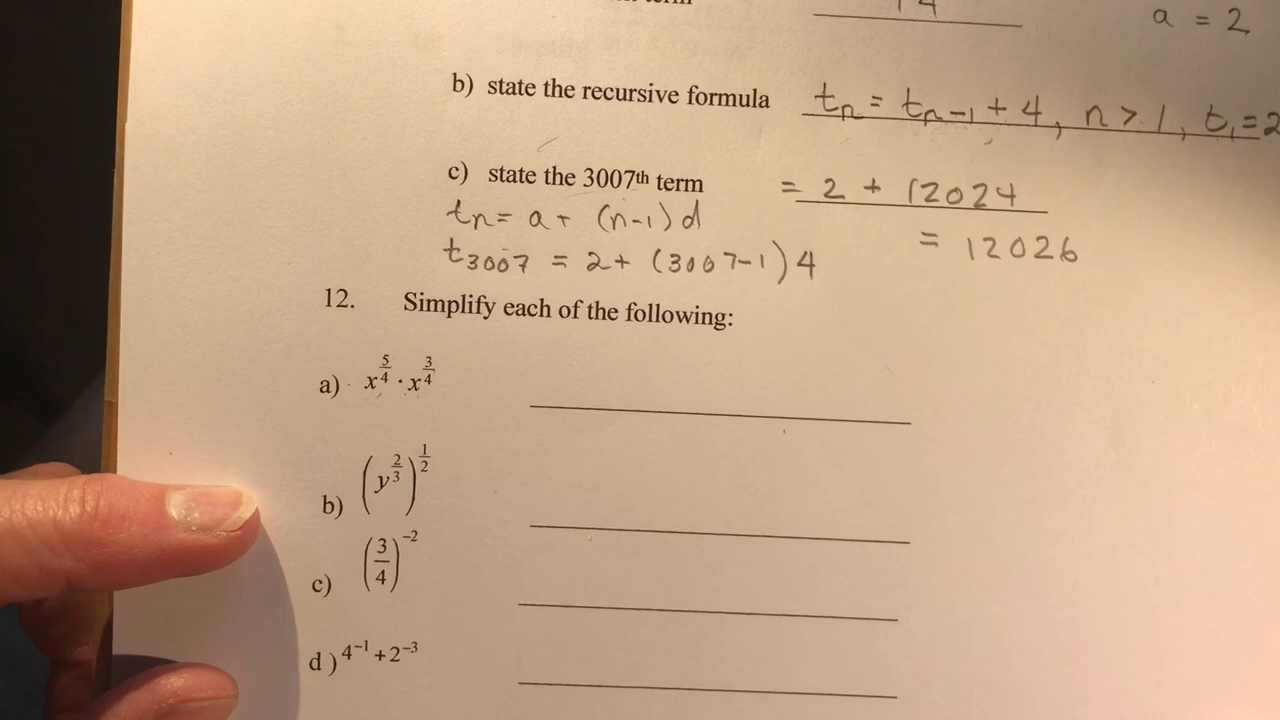 14
a = 2
b) state the recursive formula tn = tn-1 + 4, n > 1, t1 = 2
c) state the 3007th term = 2 + 12024
tn = a + (n-1)d = 12026
t3007 = 2 + (3007-1)4
12. Simplify each of the following:
a) x^(5/4) · x^(3/4)
b) (y^(2/3))^(1/2)
c) (3/4)^-2
d) 4^-1 + 2^-3